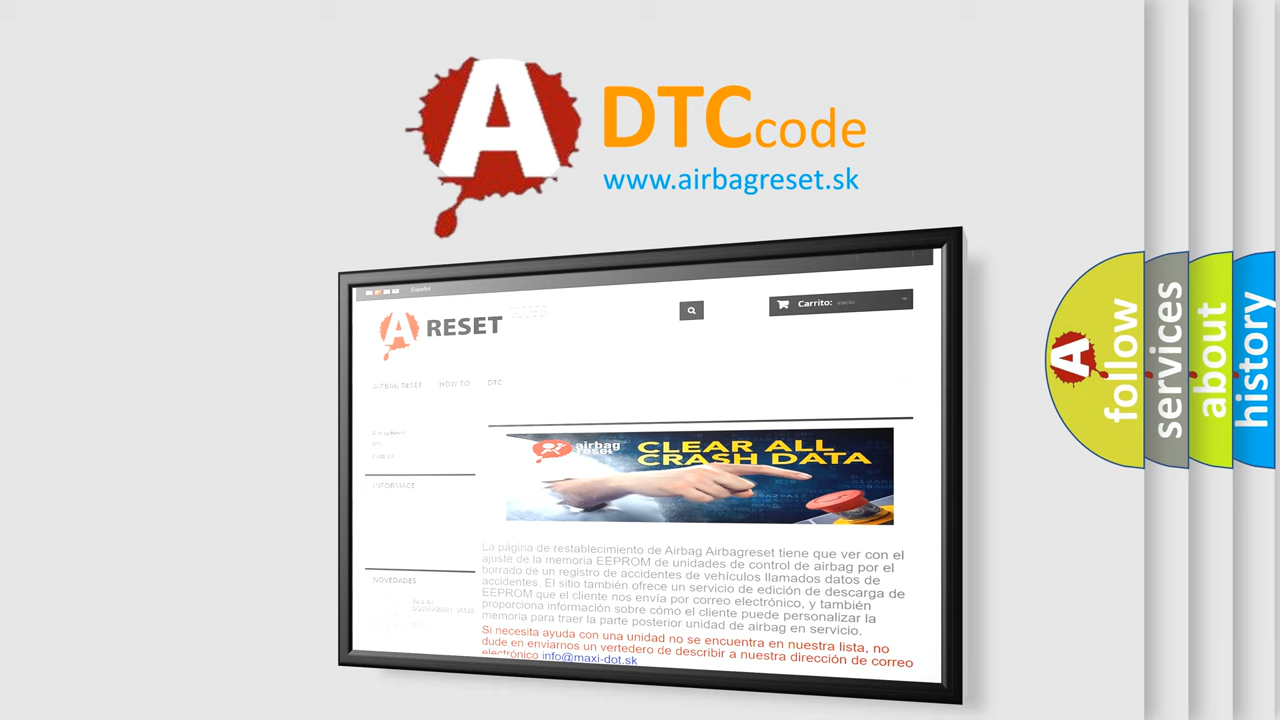 A
DTCcode
www.airbagreset.sk
Español
A RESET
Carrito: vacío
AIRBAG RESET HOW TO DTC
INFORMACE
NOVEDADES
airbag
reset
CLEAR ALL
CRASH DATA
La página de restablecimiento de Airbag Airbagreset tiene que ver con el
ajuste de la memoria EEPROM de unidades de control de airbag por el
borrado de un registro de accidentes de vehículos llamados datos de
accidentes. El sitio también ofrece un servicio de edición de descarga de
EEPROM que el cliente nos envía por correo electrónico, y también
proporciona información sobre cómo el cliente puede personalizar la
memoria para traer la parte posterior unidad de airbag en servicio.
Si necesita ayuda con una unidad no se encuentra en nuestra lista, no
dude en enviarnos un vertedero de describir a nuestra dirección de correo
electrónico info@maxi-dot.sk
A
follow
services
about
history